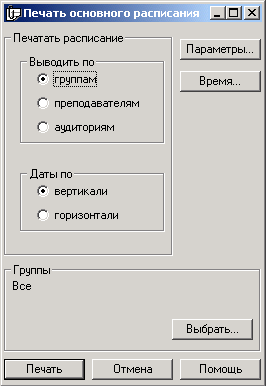 Печать основного расписания
Печатать расписание
Параметры...
Выводить по
группам
Время...
преподавателям
аудиториям
Даты по
вертикали
горизонтали
Группы
Все
Выбрать...
Печать
Отмена
Помощь